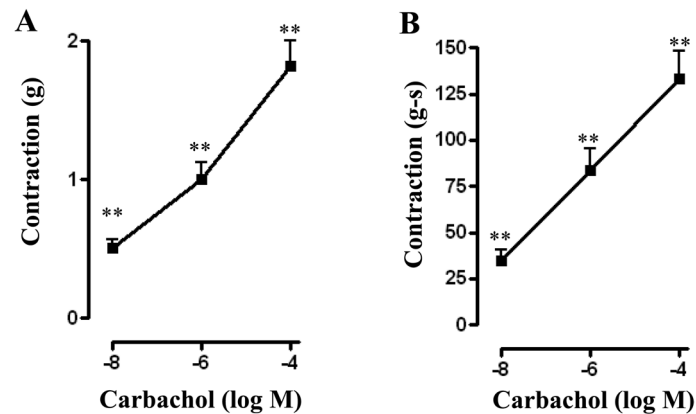 A
Contraction (g)
2
1
0
**
**
**
-8 -6 -4
Carbachol (log M)
B
Contraction (g-s)
150
125
100
75
50
25
0
**
**
**
-8 -6 -4
Carbachol (log M)